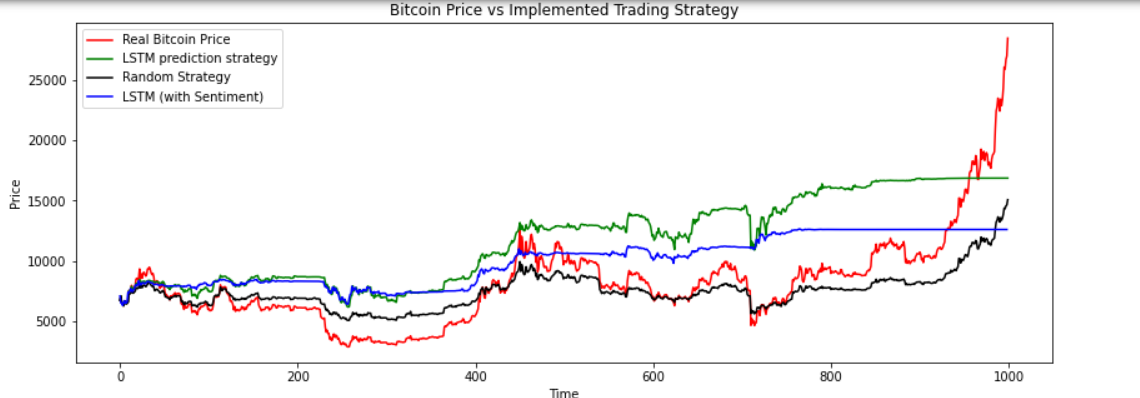 Bitcoin Price vs Implemented Trading Strategy
Real Bitcoin Price
LSTM prediction strategy
Random Strategy
LSTM (with Sentiment)
25000
20000
15000
10000
5000
Price
0 200 400 600 800 1000
Time